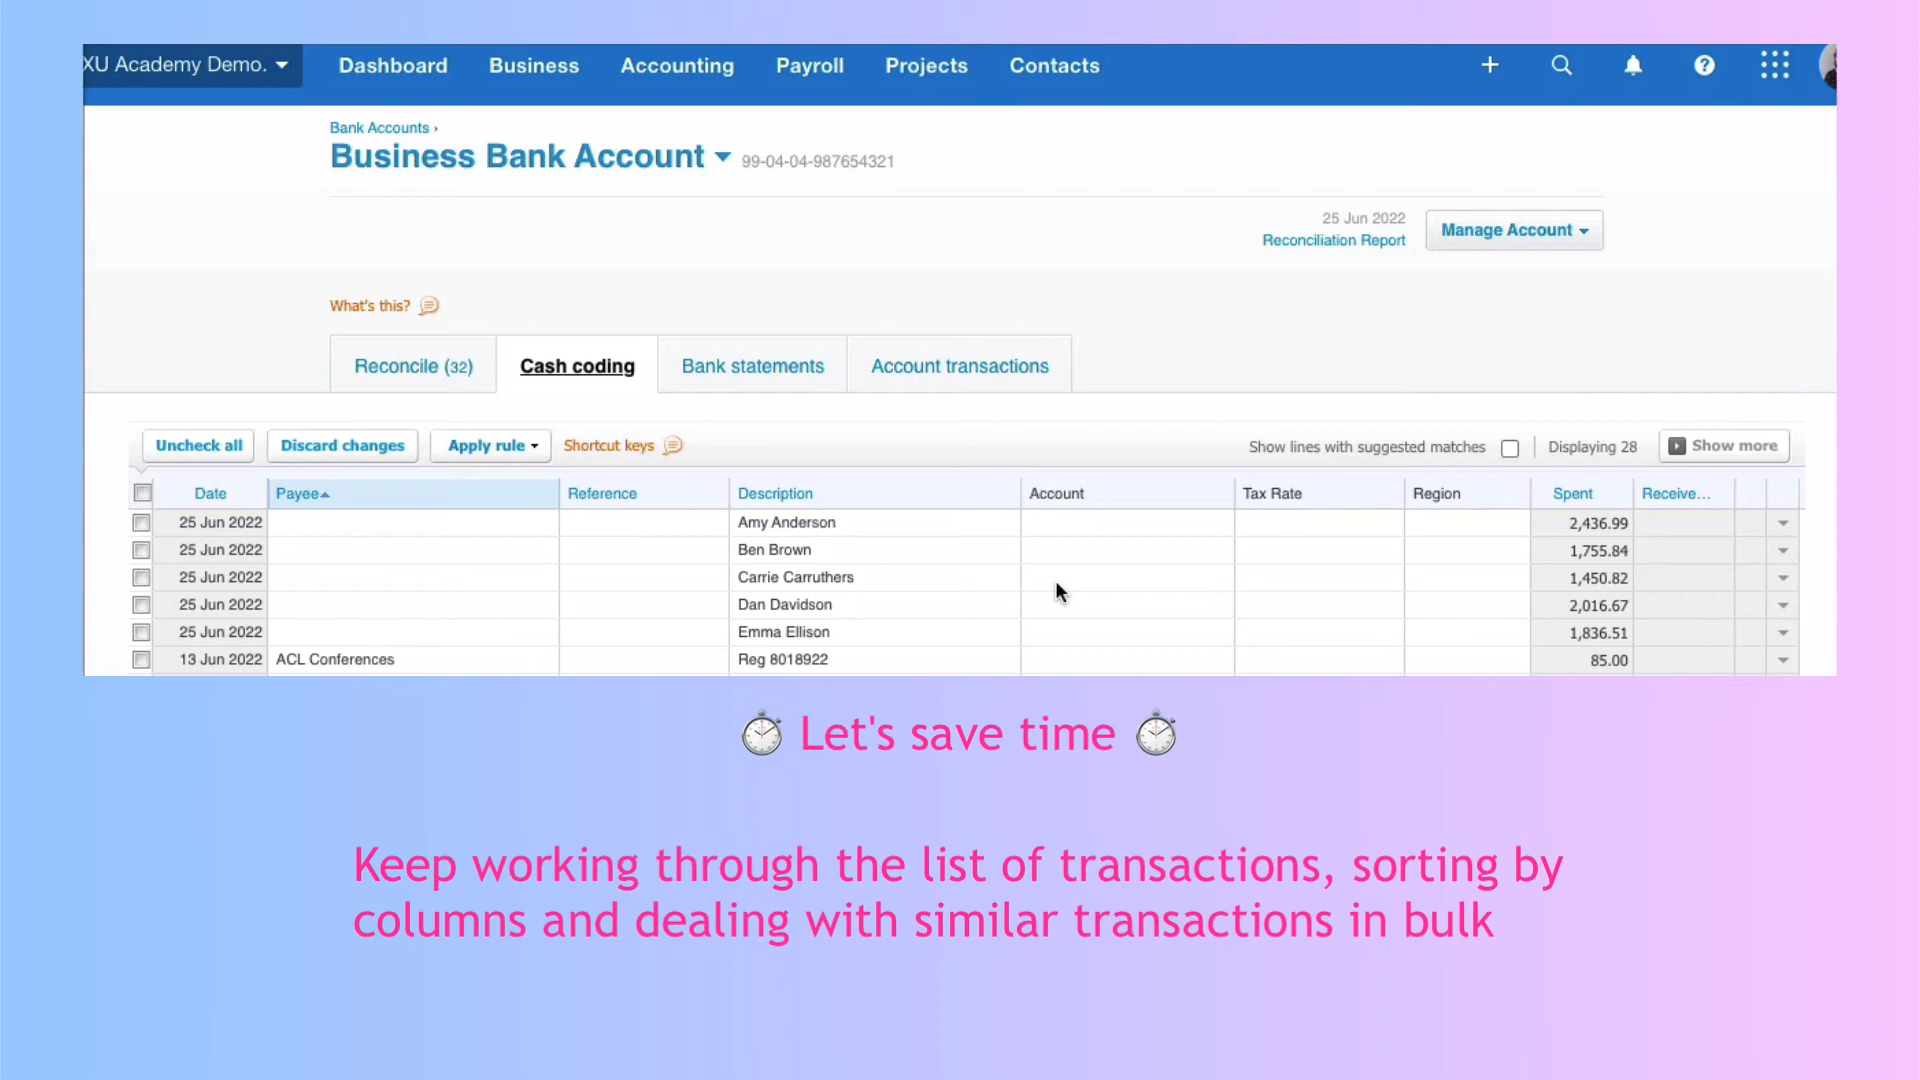 XU Academy Demo. Dashboard Business Accounting Payroll Projects Contacts
Bank Accounts ›
Business Bank Account 99-04-04-987654321
25 Jun 2022
Reconciliation Report
Manage Account
What's this?
Reconcile (32) Cash coding Bank statements Account transactions
Uncheck all Discard changes Apply rule Shortcut keys Show lines with suggested matches Displaying 28 Show more
Date Payee Reference Description Account Tax Rate Region Spent Receive...
25 Jun 2022 Amy Anderson 2,436.99
25 Jun 2022 Ben Brown 1,755.84
25 Jun 2022 Carrie Carruthers 1,450.82
25 Jun 2022 Dan Davidson 2,016.67
25 Jun 2022 Emma Ellison 1,836.51
13 Jun 2022 ACL Conferences Reg 8018922 85.00
⏱ Let's save time ⏱
Keep working through the list of transactions, sorting by
columns and dealing with similar transactions in bulk